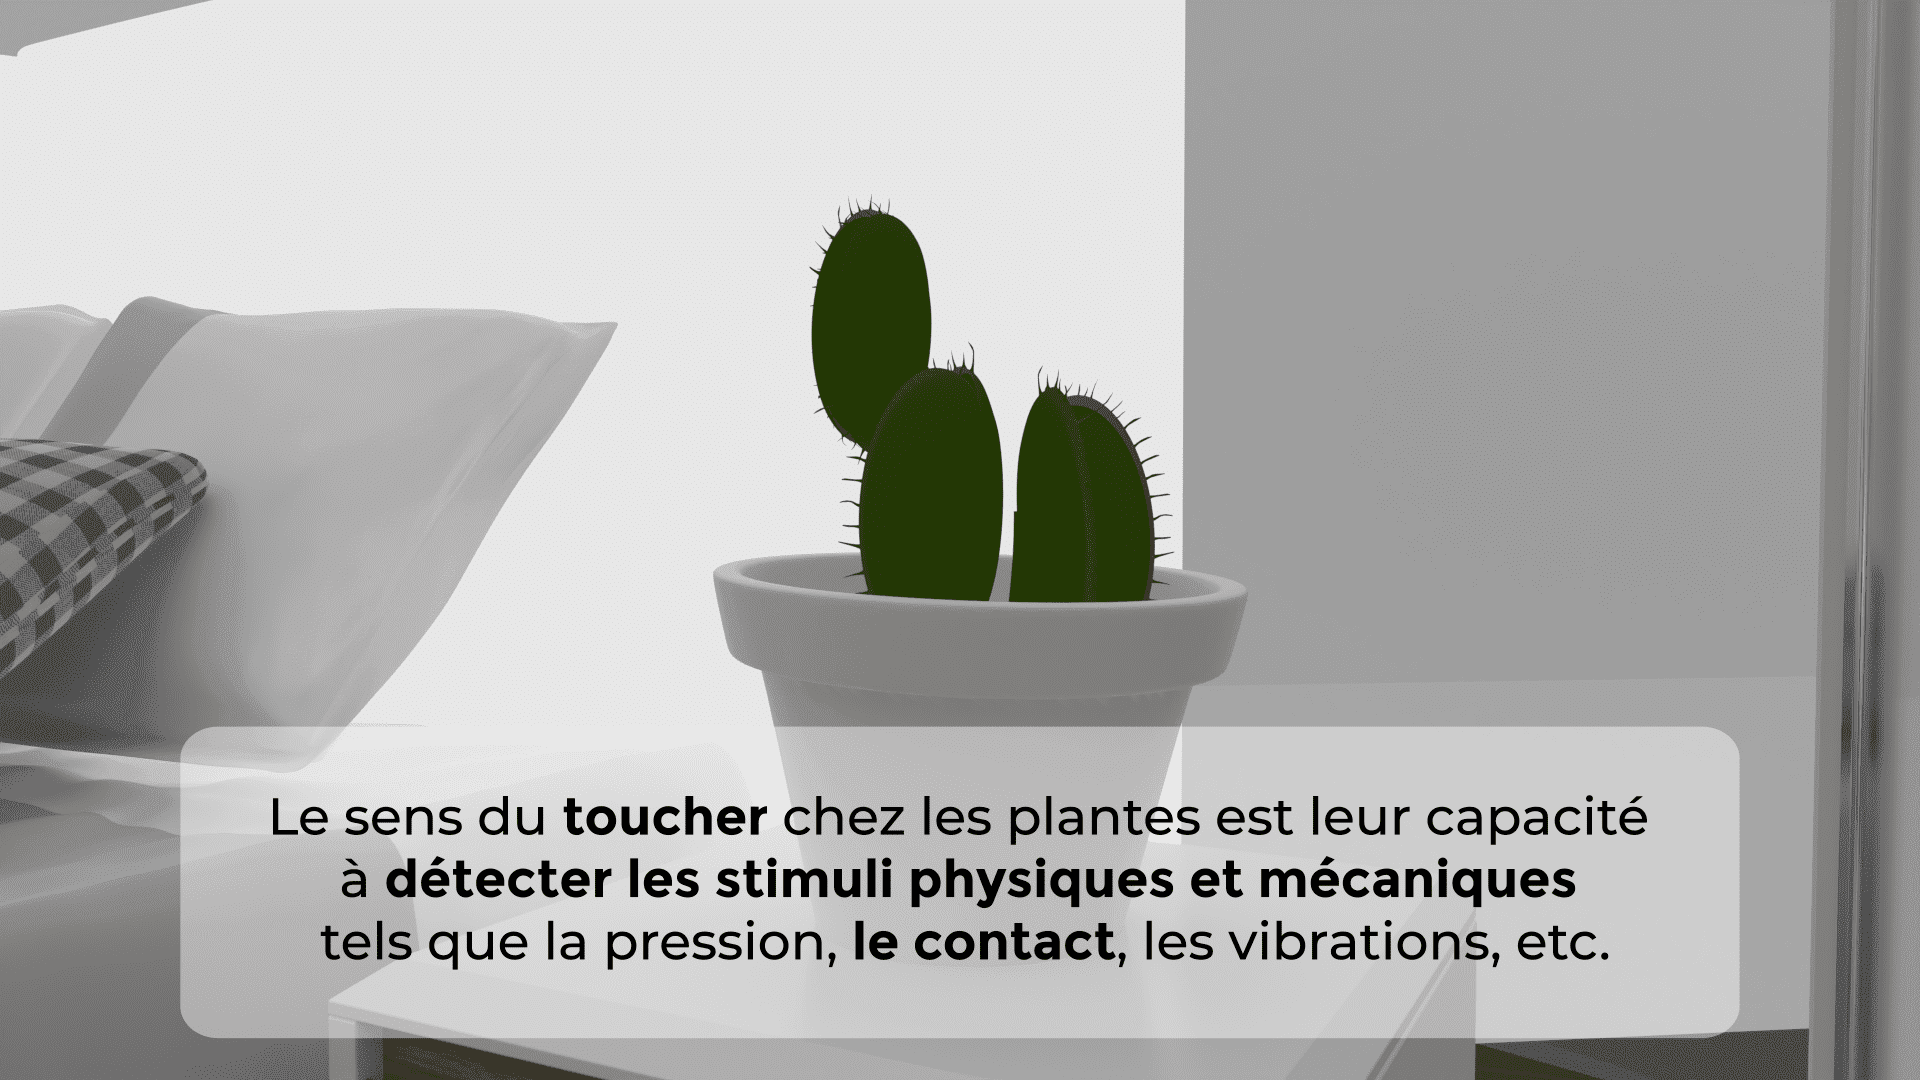 Le sens du toucher chez les plantes est leur capacité
à détecter les stimuli physiques et mécaniques
tels que la pression, le contact, les vibrations, etc.